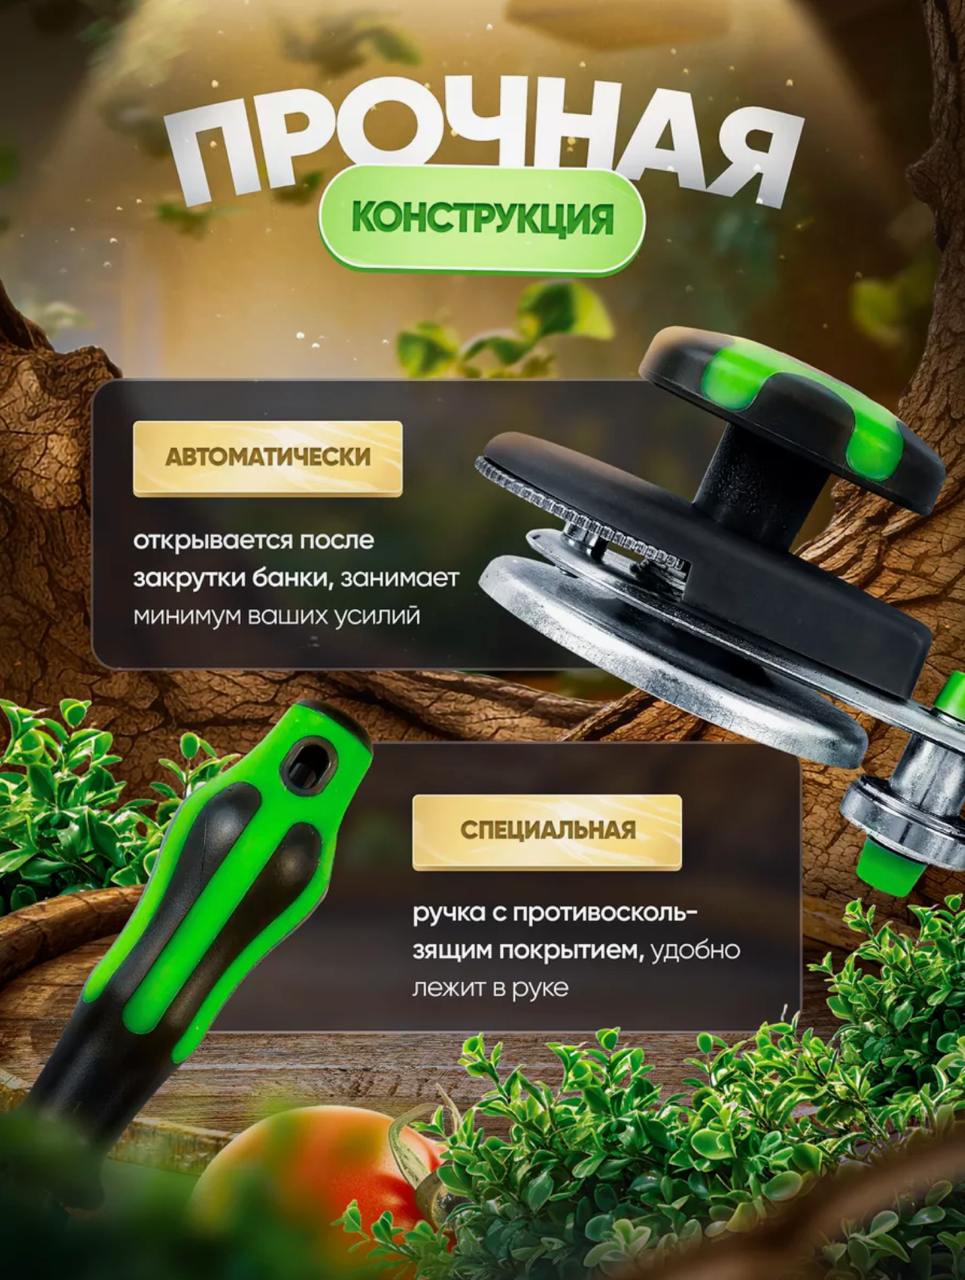 ПРОЧНАЯ
КОНСТРУКЦИЯ
АВТОМАТИЧЕСКИ
открывается после
закрутки банки, занимает
минимум ваших усилий
СПЕЦИАЛЬНАЯ
ручка с противосколь-
зящим покрытием, удобно
лежит в руке